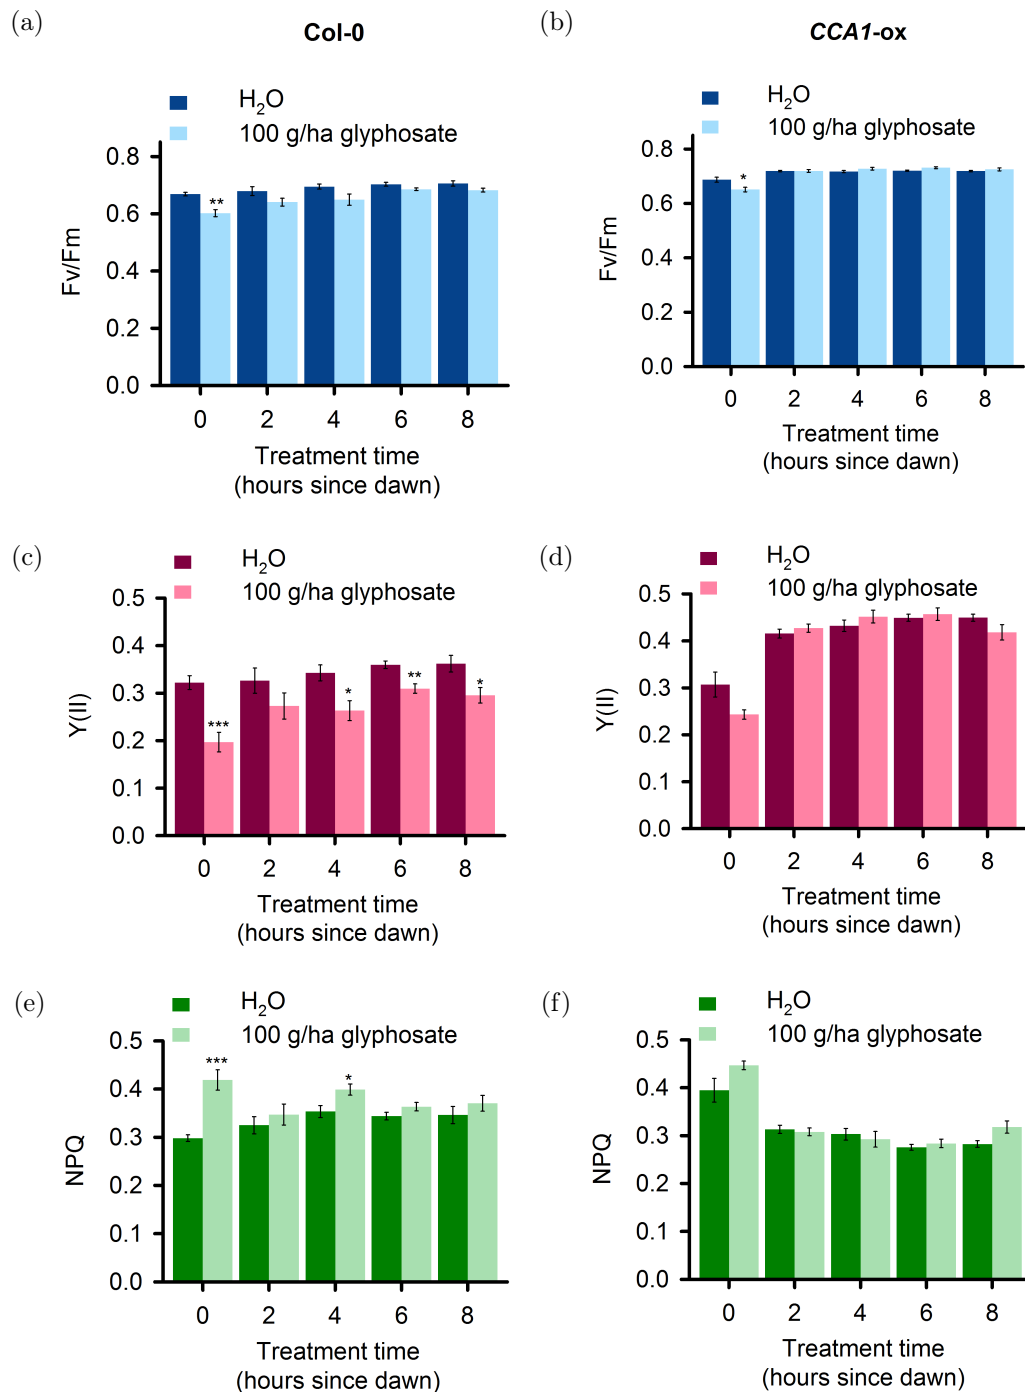 (a)
Col-0
H₂O
100 g/ha glyphosate
Fv/Fm
0.8
0.6
0.4
0.2
0.0
**
0 2 4 6 8
Treatment time
(hours since dawn)
(b)
CCA1-ox
H₂O
100 g/ha glyphosate
Fv/Fm
0.8
0.6
0.4
0.2
0.0
*
0 2 4 6 8
Treatment time
(hours since dawn)
(c)
H₂O
100 g/ha glyphosate
Y(II)
0.5
0.4
0.3
0.2
0.1
0.0
*** * ** *
0 2 4 6 8
Treatment time
(hours since dawn)
(d)
H₂O
100 g/ha glyphosate
Y(II)
0.5
0.4
0.3
0.2
0.1
0.0
0 2 4 6 8
Treatment time
(hours since dawn)
(e)
H₂O
100 g/ha glyphosate
NPQ
0.5
0.4
0.3
0.2
0.1
0.0
*** *
0 2 4 6 8
Treatment time
(hours since dawn)
(f)
H₂O
100 g/ha glyphosate
NPQ
0.5
0.4
0.3
0.2
0.1
0.0
0 2 4 6 8
Treatment time
(hours since dawn)